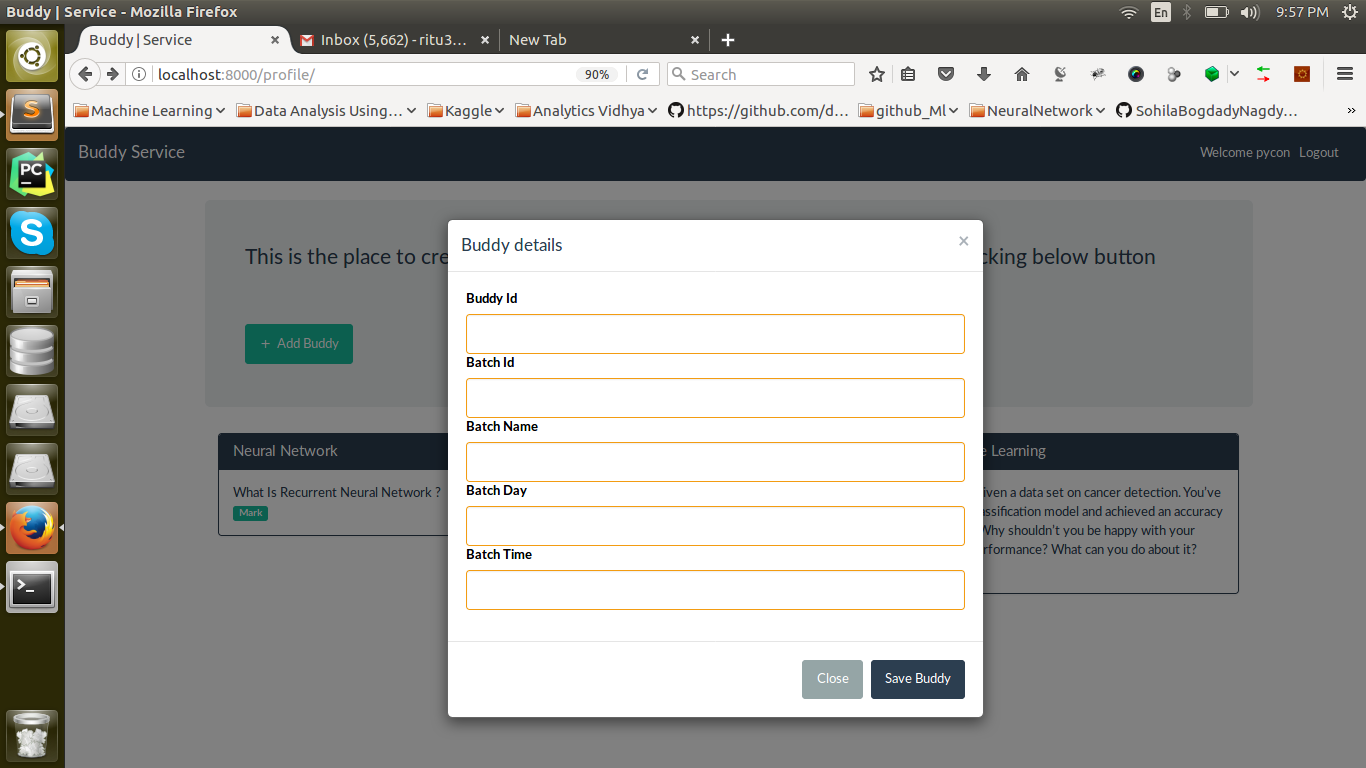 Buddy | Service - Mozilla Firefox
En
9:57 PM
Buddy | Service
Inbox (5,662) - ritu3...
New Tab
localhost:8000/profile/
90%
Search
Machine Learning
Data Analysis Using...
Kaggle
Analytics Vidhya
https://github.com/d...
github_Ml
NeuralNetwork
SohilaBogdadyNagdy...
Buddy Service
Welcome pycon
Logout
This is the place to cre
cking below button
+ Add Buddy
Neural Network
What Is Recurrent Neural Network ?
Mark
e Learning
iven a data set on cancer detection. You've
ssification model and achieved an accuracy
Why shouldn't you be happy with your
rformance? What can you do about it?
Buddy details
×
Buddy Id
Batch Id
Batch Name
Batch Day
Batch Time
Close
Save Buddy
S
PC
S
>_